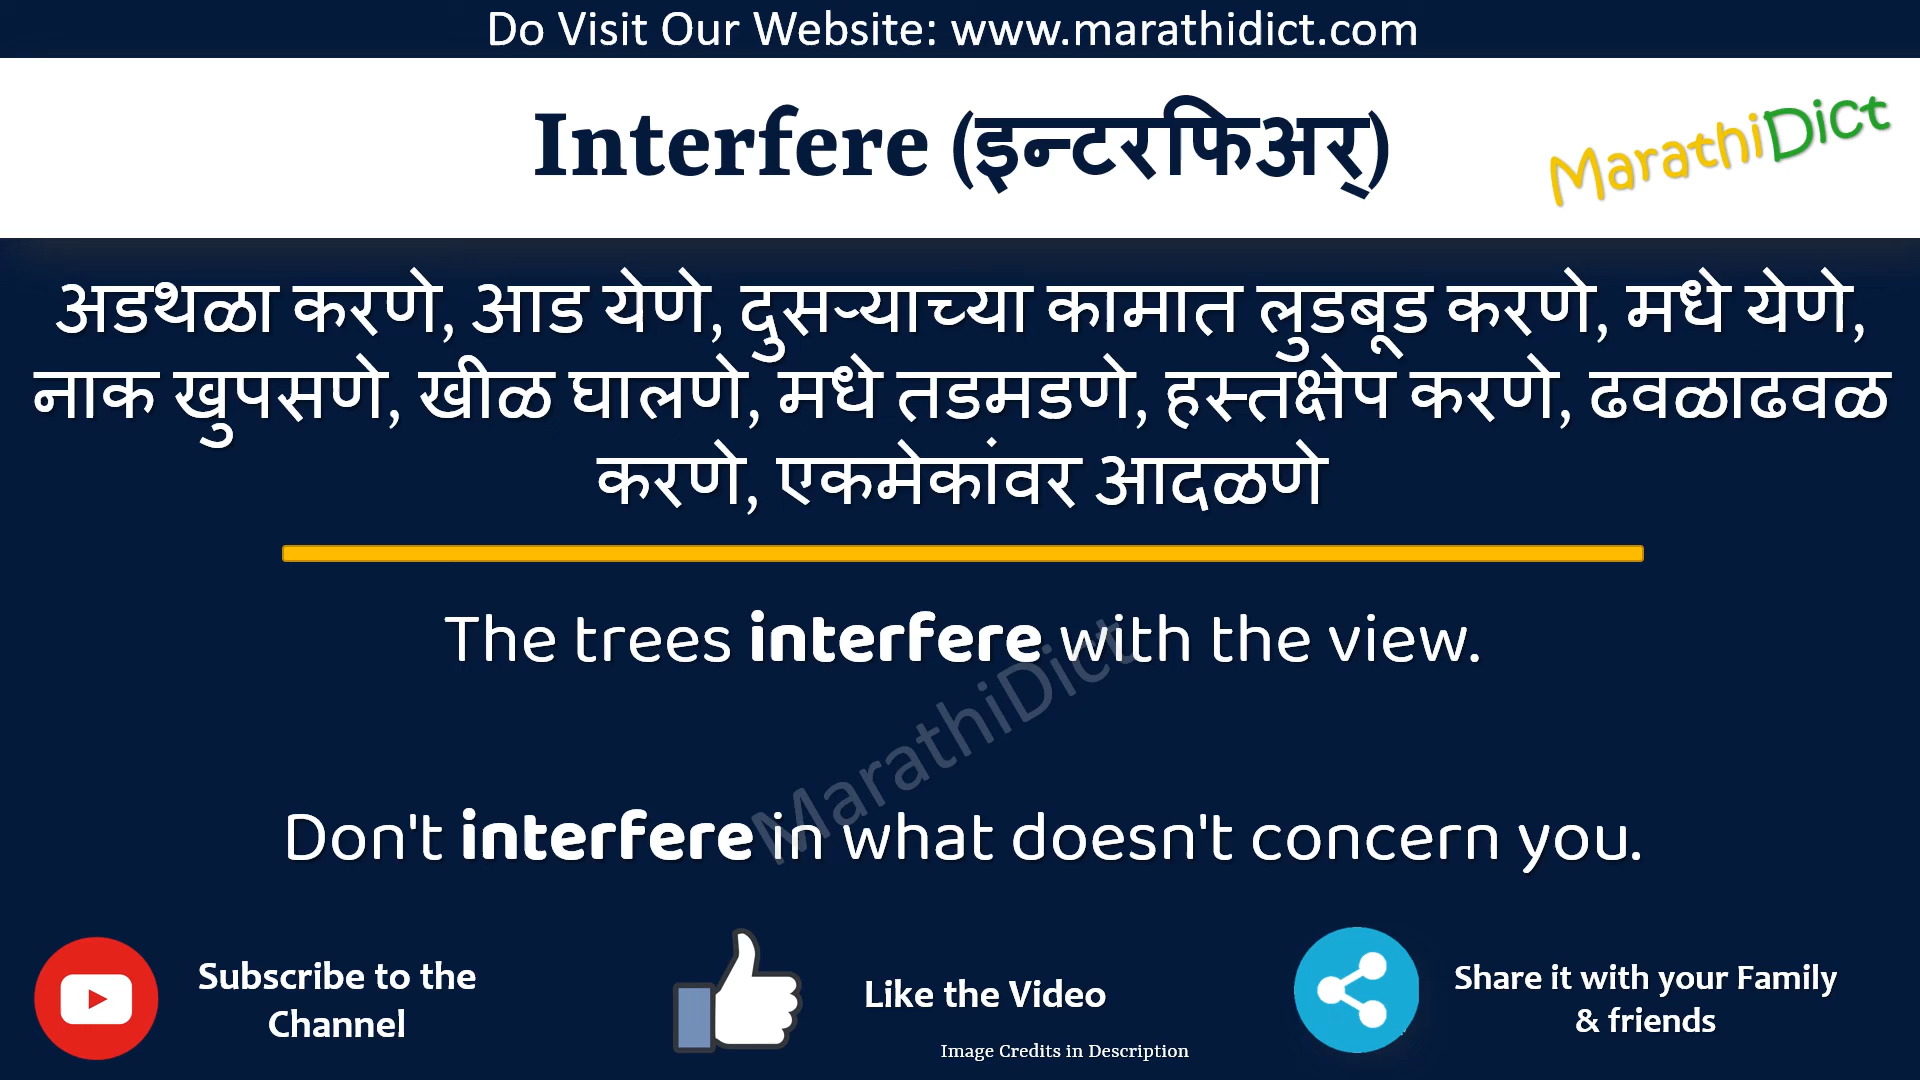 Do Visit Our Website: www.marathidict.com
Interfere (इन्टरफिअर्)
MarathiDict
अडथळा करणे, आड येणे, दुसऱ्याच्या कामात लुडबूड करणे, मधे येणे,
नाक खुपसणे, खीळ घालणे, मधे तडमडणे, हस्तक्षेप करणे, ढवळाढवळ
करणे, एकमेकांवर आदळणे
The trees interfere with the view.
MarathiDict
Don't interfere in what doesn't concern you.
Subscribe to the
Channel
Like the Video
Share it with your Family
& friends
Image Credits in Description